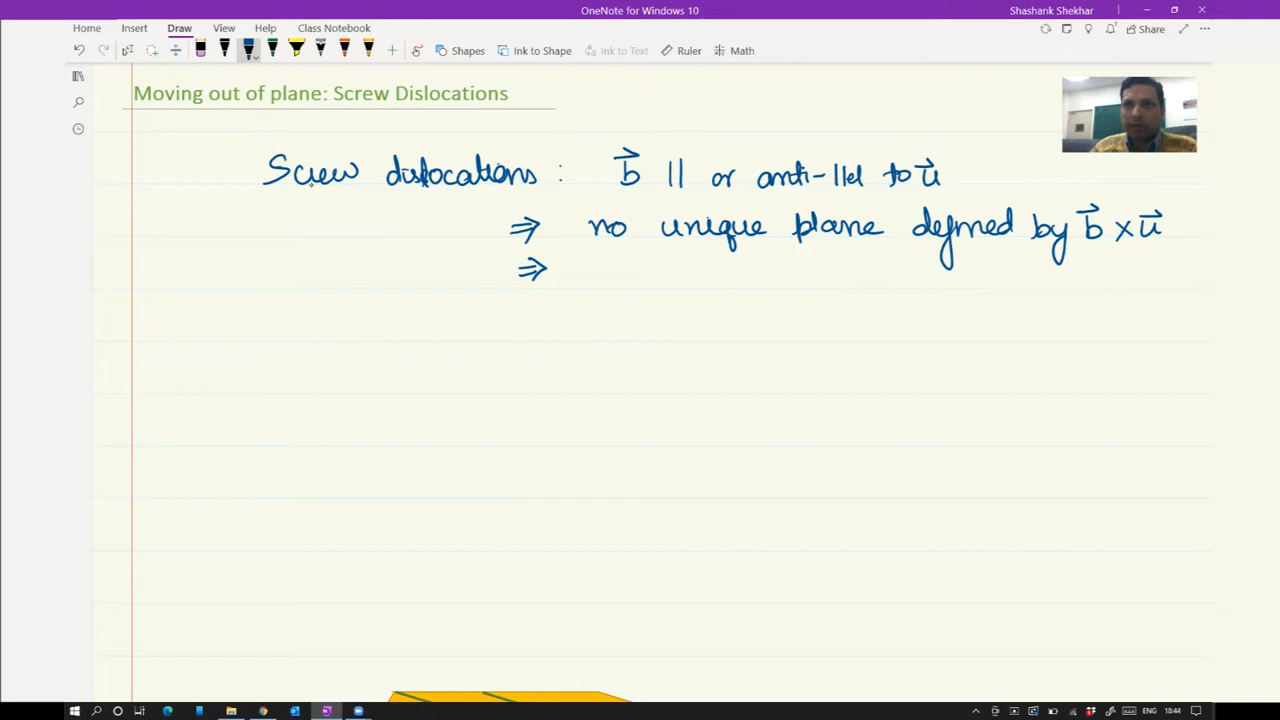 OneNote for Windows 10
Shashank Shekhar
Home Insert Draw View Help Class Notebook
Share
Shapes Ink to Shape Ink to Text Ruler Math
Moving out of plane: Screw Dislocations
Screw dislocations : b⃗ || or anti-||el to u⃗
⇒ no unique plane defined by b⃗ × u⃗
⇒
ENG 18:44